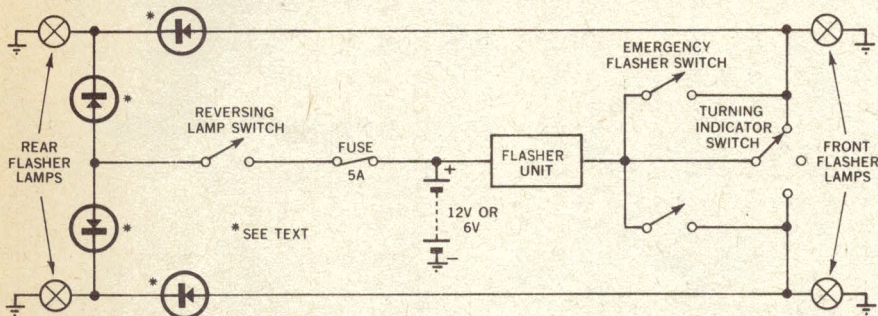 *
EMERGENCY
FLASHER SWITCH
*
REVERSING
LAMP SWITCH
TURNING
INDICATOR
SWITCH
REAR
FLASHER
LAMPS
FUSE
5A
+
FLASHER
UNIT
FRONT
FLASHER
LAMPS
*
*SEE TEXT
12V OR
6V
-
*